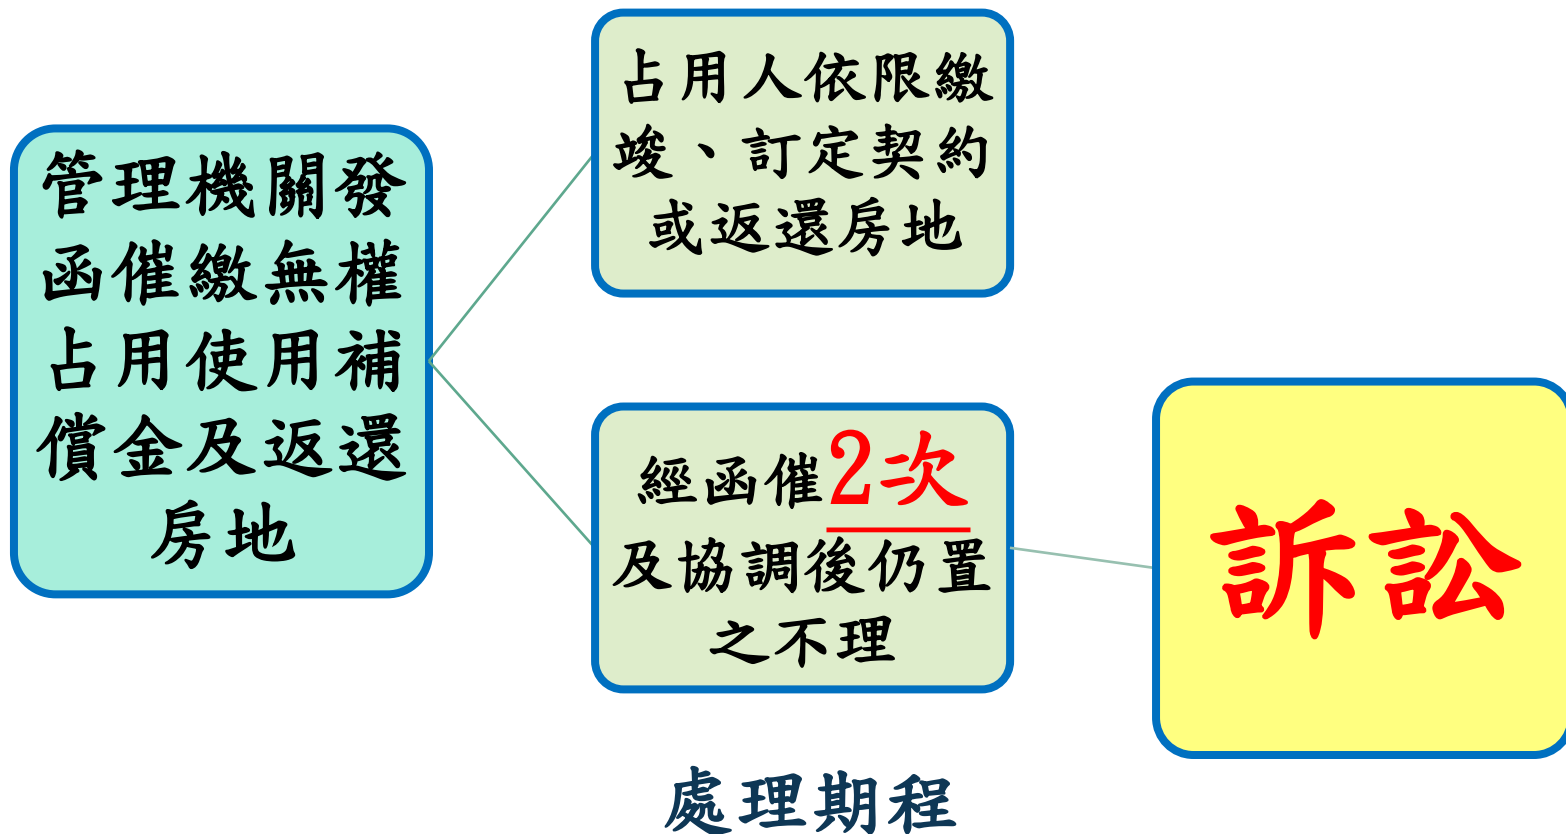 管理機關發
函催繳無權
占用使用補
償金及返還
房地
占用人依限繳
竣、訂定契約
或返還房地
經函催2次
及協調後仍置
之不理
訴訟
處理期程